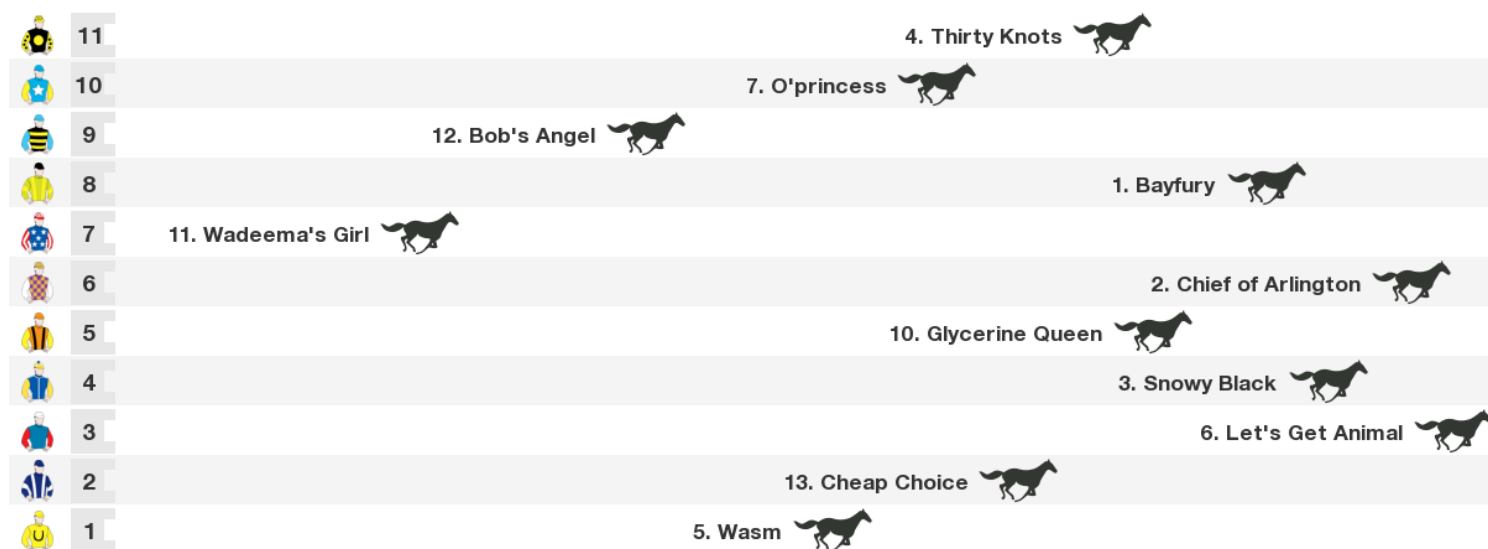 11 4. Thirty Knots
10 7. O'princess
9 12. Bob's Angel
8 1. Bayfury
7 11. Wadeema's Girl
6 2. Chief of Arlington
5 10. Glycerine Queen
4 3. Snowy Black
3 6. Let's Get Animal
2 13. Cheap Choice
1 5. Wasm